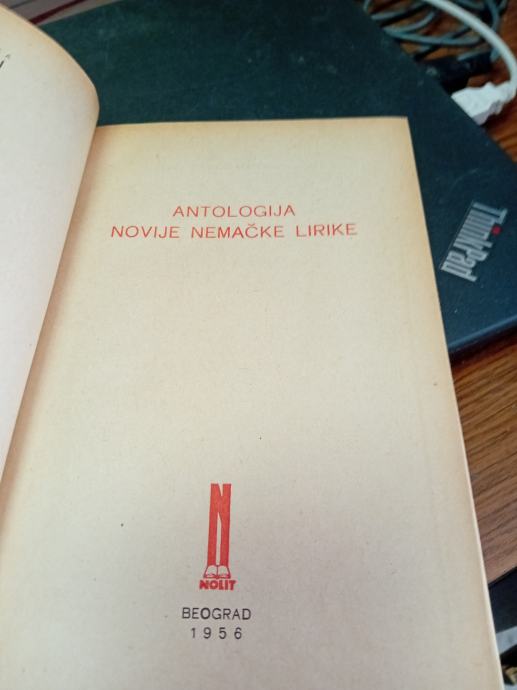 ANTOLOGIJA
NOVIJE NEMAČKE LIRIKE
NOLIT
BEOGRAD
1956
ThinkPad